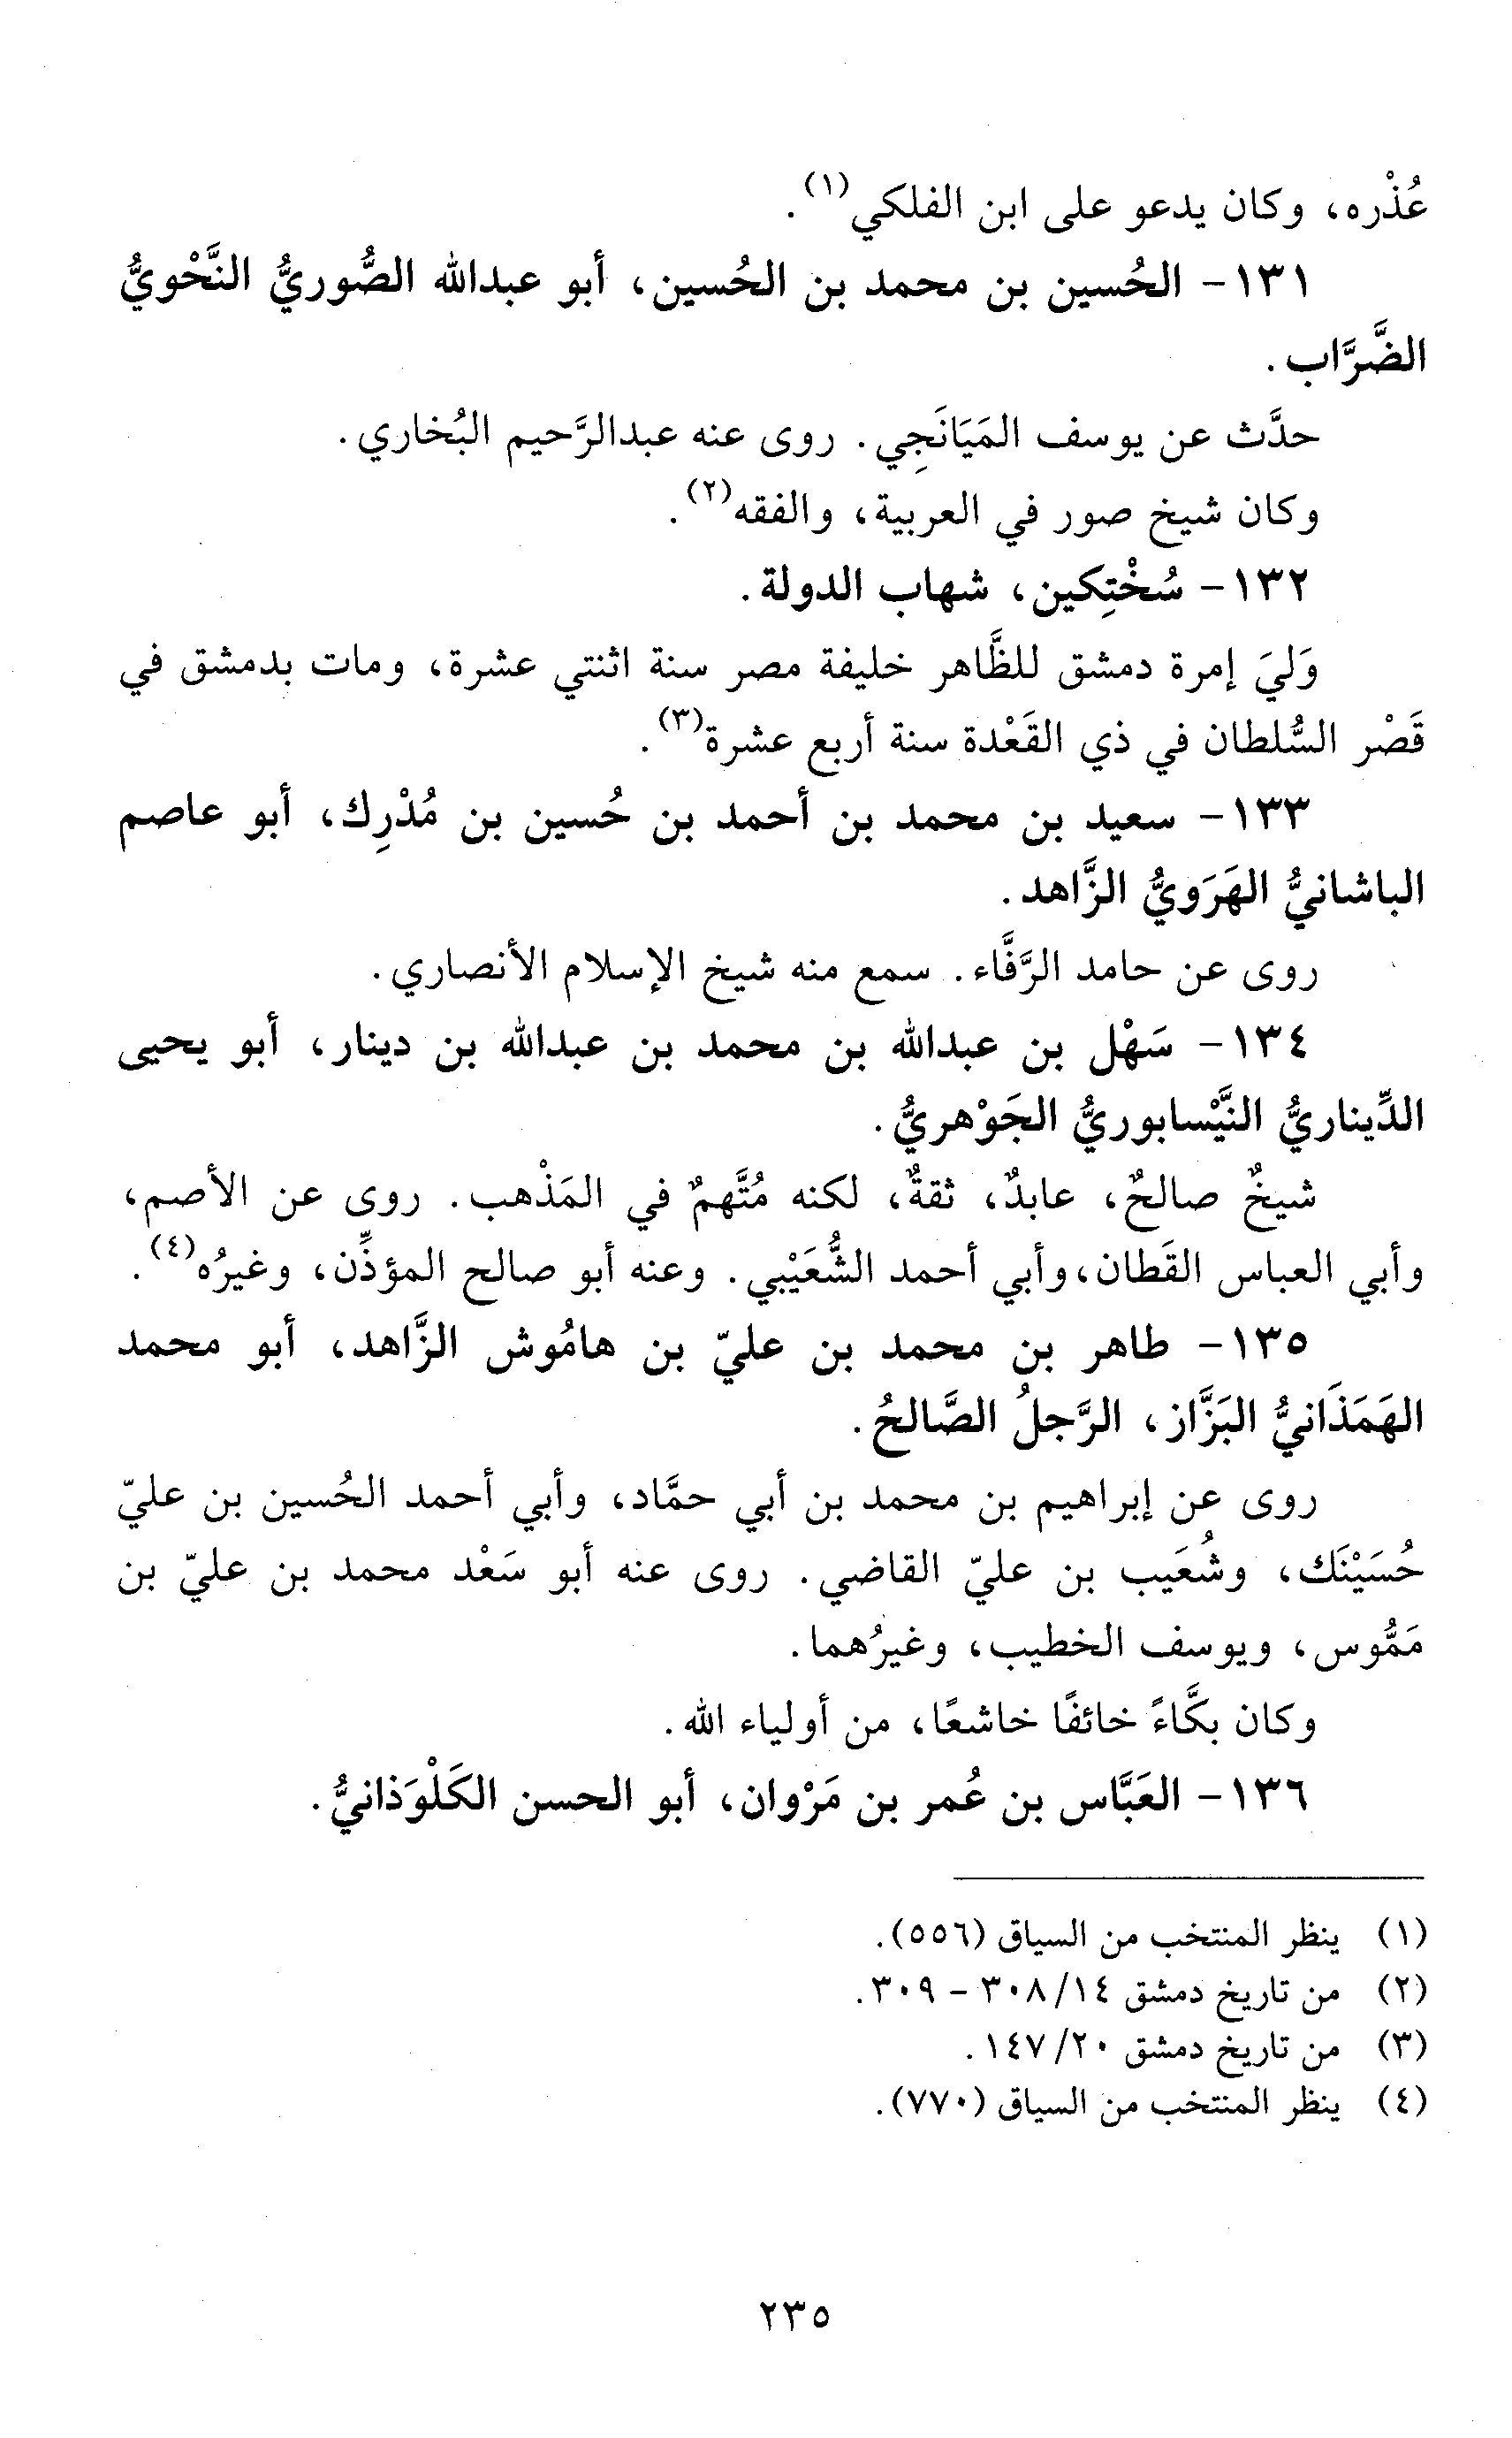 عُذْره، وكان يدعو على ابن الفلكي(١).
١٣١- الحُسين بن محمد بن الحُسين، أبو عبدالله الصُّوريُّ النَّحْويُّ
الضَّرَّاب.
حدَّث عن يوسف المَيَانَجِي. روى عنه عبدالرَّحيم البُخاري.
وكان شيخ صور في العربية، والفقه(٢).
١٣٢- سُخْتِكين، شهاب الدولة.
وَليَ إمرة دمشق للظَّاهر خليفة مصر سنة اثنتي عشرة، ومات بدمشق في
قَصْر السُّلطان في ذي القَعْدة سنة أربع عشرة(٣).
١٣٣- سعيد بن محمد بن أحمد بن حُسين بن مُدْرِك، أبو عاصم
الباشانيُّ الهَرَويُّ الزَّاهد.
روى عن حامد الرَّفَّاء. سمع منه شيخ الإسلام الأنصاري.
١٣٤- سَهْل بن عبدالله بن محمد بن عبدالله بن دينار، أبو يحيى
الدِّيناريُّ النَّيْسابوريُّ الجَوْهريُّ.
شيخٌ صالحٌ، عابدٌ، ثقةٌ، لكنه مُتَّهمٌ في المَذْهب. روى عن الأصم،
وأبي العباس القَطان، وأبي أحمد الشُّعَيْبي. وعنه أبو صالح المؤذِّن، وغيرُه(٤).
١٣٥- طاهر بن محمد بن عليّ بن هامُوش الزَّاهد، أبو محمد
الهَمَذَانيُّ البَزَّاز، الرَّجلُ الصَّالحُ.
روى عن إبراهيم بن محمد بن أبي حمَّاد، وأبي أحمد الحُسين بن عليّ
حُسَيْنَك، وشُعَيب بن عليّ القاضي. روى عنه أبو سَعْد محمد بن عليّ بن
مَمُّوس، ويوسف الخطيب، وغيرُهما.
وكان بكَّاءً خائفًا خاشعًا، من أولياء الله.
١٣٦- العَبَّاس بن عُمر بن مَرْوان، أبو الحسن الكَلْوَذانيُّ.
(١) ينظر المنتخب من السياق (٥٥٦).
(٢) من تاريخ دمشق ٣٠٨/١٤ - ٣٠٩.
(٣) من تاريخ دمشق ١٤٧/٢٠.
(٤) ينظر المنتخب من السياق (٧٧٠).
٢٣٥